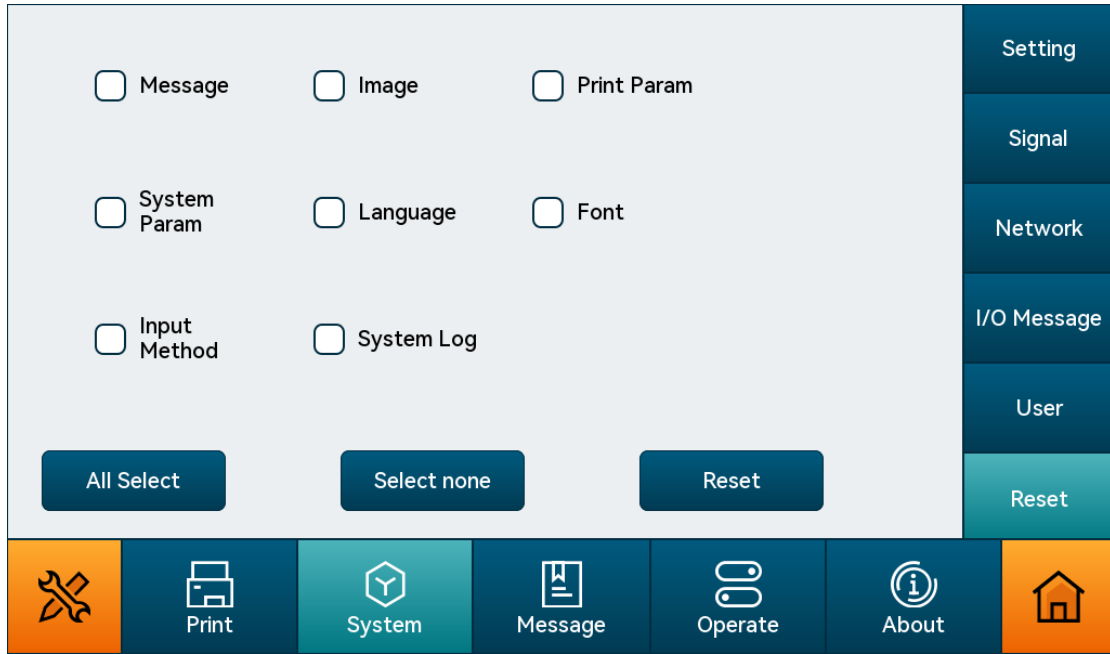 Message
Image
Print Param
System
Param
Language
Font
Input
Method
System Log
All Select
Select none
Reset
Setting
Signal
Network
I/O Message
User
Reset
Print
System
Message
Operate
About